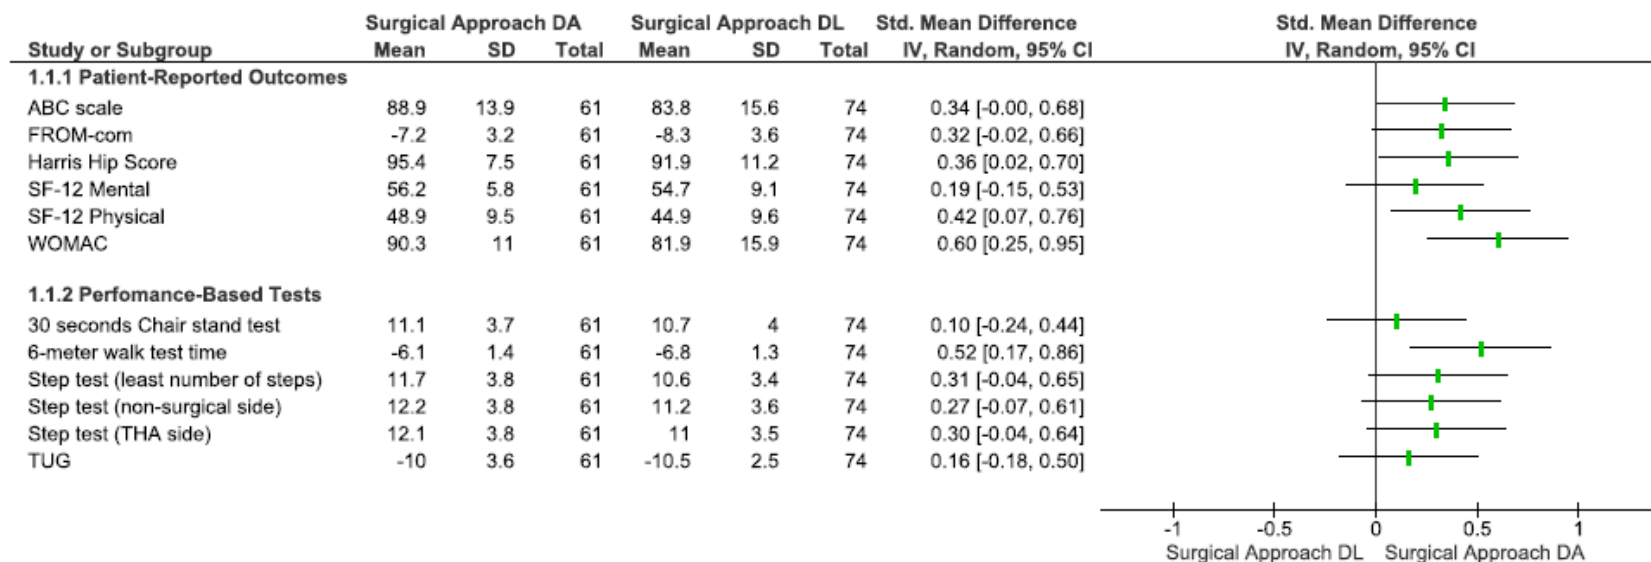 Surgical Approach DA Surgical Approach DL Std. Mean Difference Std. Mean Difference
Study or Subgroup Mean SD Total Mean SD Total IV, Random, 95% CI IV, Random, 95% CI
1.1.1 Patient-Reported Outcomes
ABC scale 88.9 13.9 61 83.8 15.6 74 0.34 [-0.00, 0.68]
FROM-com -7.2 3.2 61 -8.3 3.6 74 0.32 [-0.02, 0.66]
Harris Hip Score 95.4 7.5 61 91.9 11.2 74 0.36 [0.02, 0.70]
SF-12 Mental 56.2 5.8 61 54.7 9.1 74 0.19 [-0.15, 0.53]
SF-12 Physical 48.9 9.5 61 44.9 9.6 74 0.42 [0.07, 0.76]
WOMAC 90.3 11 61 81.9 15.9 74 0.60 [0.25, 0.95]
1.1.2 Perfomance-Based Tests
30 seconds Chair stand test 11.1 3.7 61 10.7 4 74 0.10 [-0.24, 0.44]
6-meter walk test time -6.1 1.4 61 -6.8 1.3 74 0.52 [0.17, 0.86]
Step test (least number of steps) 11.7 3.8 61 10.6 3.4 74 0.31 [-0.04, 0.65]
Step test (non-surgical side) 12.2 3.8 61 11.2 3.6 74 0.27 [-0.07, 0.61]
Step test (THA side) 12.1 3.8 61 11 3.5 74 0.30 [-0.04, 0.64]
TUG -10 3.6 61 -10.5 2.5 74 0.16 [-0.18, 0.50]
-1 -0.5 0 0.5 1
Surgical Approach DL Surgical Approach DA